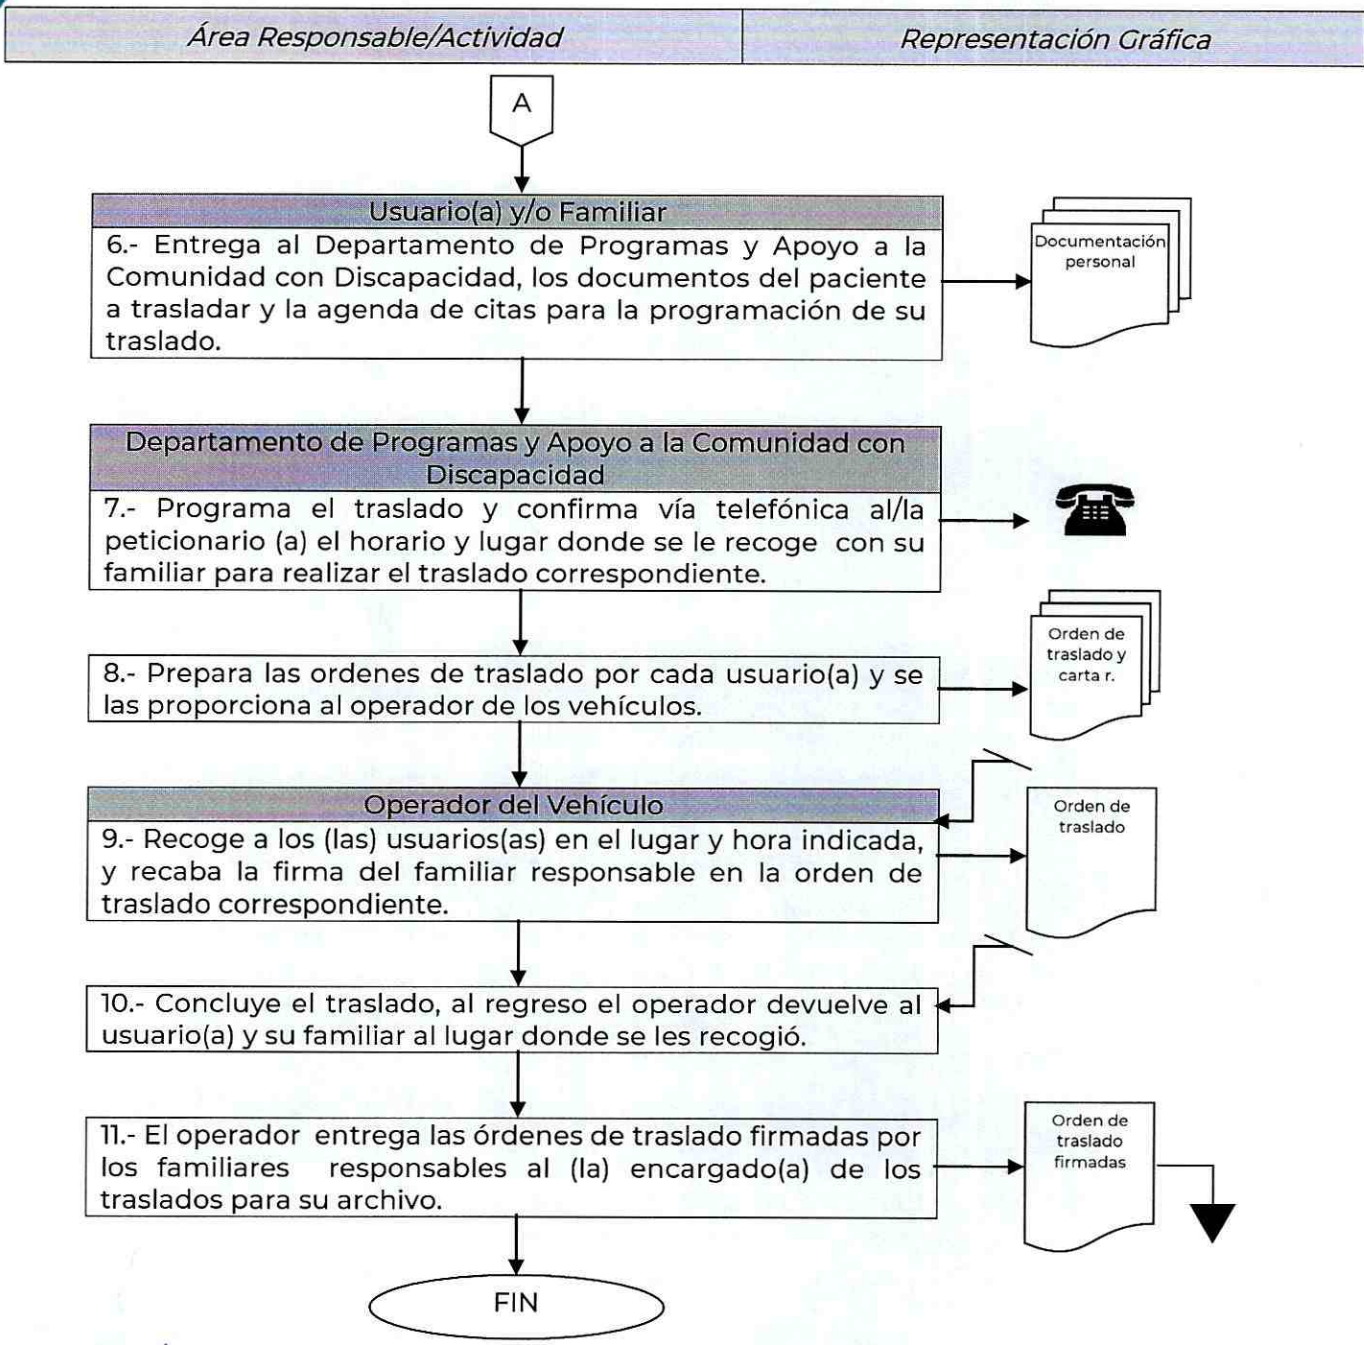 Área Responsable/Actividad
Representación Gráfica
A
Usuario(a) y/o Familiar
6.- Entrega al Departamento de Programas y Apoyo a la
Comunidad con Discapacidad, los documentos del paciente
a trasladar y la agenda de citas para la programación de su
traslado.
Documentación
personal
Departamento de Programas y Apoyo a la Comunidad con
Discapacidad
7.- Programa el traslado y confirma vía telefónica al/la
peticionario (a) el horario y lugar donde se le recoge con su
familiar para realizar el traslado correspondiente.
8.- Prepara las ordenes de traslado por cada usuario(a) y se
las proporciona al operador de los vehículos.
Orden de
traslado y
carta r.
Operador del Vehículo
9.- Recoge a los (las) usuarios(as) en el lugar y hora indicada,
y recaba la firma del familiar responsable en la orden de
traslado correspondiente.
Orden de
traslado
10.- Concluye el traslado, al regreso el operador devuelve al
usuario(a) y su familiar al lugar donde se les recogió.
11.- El operador entrega las órdenes de traslado firmadas por
los familiares responsables al (la) encargado(a) de los
traslados para su archivo.
Orden de
traslado
firmadas
FIN